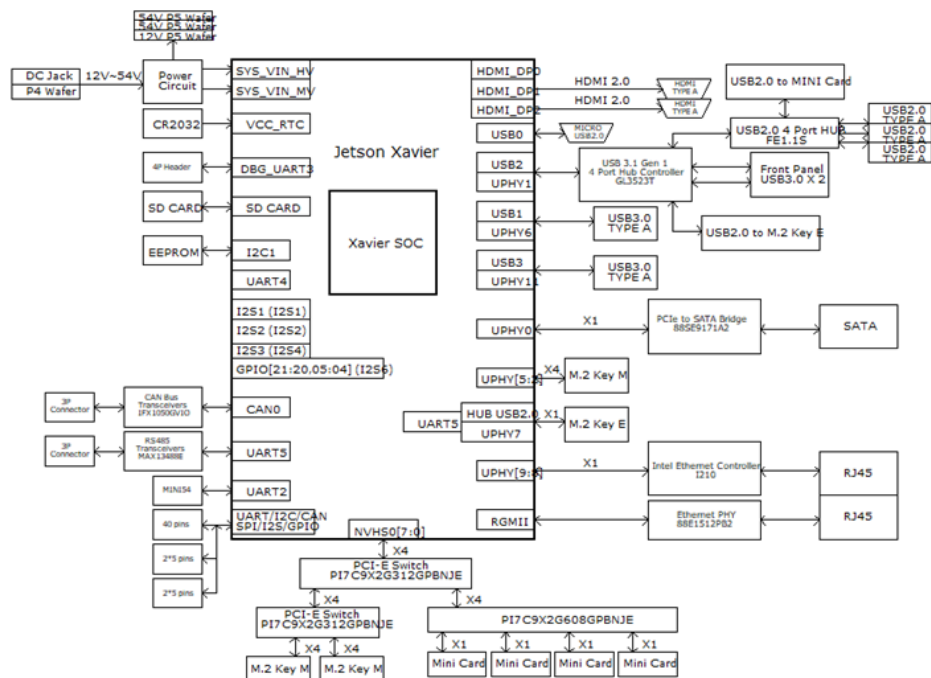 54V P5 Wafer
54V P5 Wafer
12V P5 Wafer
DC Jack
P4 Wafer
12V~54V
Power
Circuit
SYS_VIN_HV
SYS_VIN_MV
CR2032
VCC_RTC
4P Header
DBG_UART3
SD CARD
SD CARD
EEPROM
I2C1
UART4
I2S1 (I2S1)
I2S2 (I2S2)
I2S3 (I2S4)
GPIO[21:20,05:04] (I2S6)
3P
Connector
CAN Bus
Transceivers
IFX1050GVIO
CAN0
3P
Connector
RS485
Transceivers
MAX13488E
UART5
MINI54
UART2
40 pins
UART/I2C/CAN
SPI/I2S/GPIO
2*5 pins
2*5 pins
Jetson Xavier
Xavier SOC
HDMI_DP0
HDMI_DP1
HDMI_DP2
HDMI 2.0
HDMI
TYPE A
HDMI 2.0
HDMI
TYPE A
USB0
MICRO
USB2.0
USB2
UPHY1
USB 3.1 Gen 1
4 Port Hub Controller
GL3523T
USB2.0 to MINI Card
USB2.0 4 Port HUB
FE1.1S
USB2.0
TYPE A
USB2.0
TYPE A
USB2.0
TYPE A
Front Panel
USB3.0 X 2
USB2.0 to M.2 Key E
USB1
UPHY6
USB3.0
TYPE A
USB3
UPHY11
USB3.0
TYPE A
UPHY0
X1
PCIe to SATA Bridge
88SE9171A2
SATA
X4
M.2 Key M
UART5
HUB USB2.0
UPHY7
X1
M.2 Key E
X1
Intel Ethernet Controller
I210
RJ45
RGMII
Ethernet PHY
88E1512PB2
RJ45
NVHS0[7:0]
X4
PCI-E Switch
PI7C9X2G312GPBNJE
X4
X4
PCI-E Switch
PI7C9X2G312GPBNJE
PI7C9X2G608GPBNJE
X4
X4
X1
X1
X1
X1
M.2 Key M
M.2 Key M
Mini Card
Mini Card
Mini Card
Mini Card